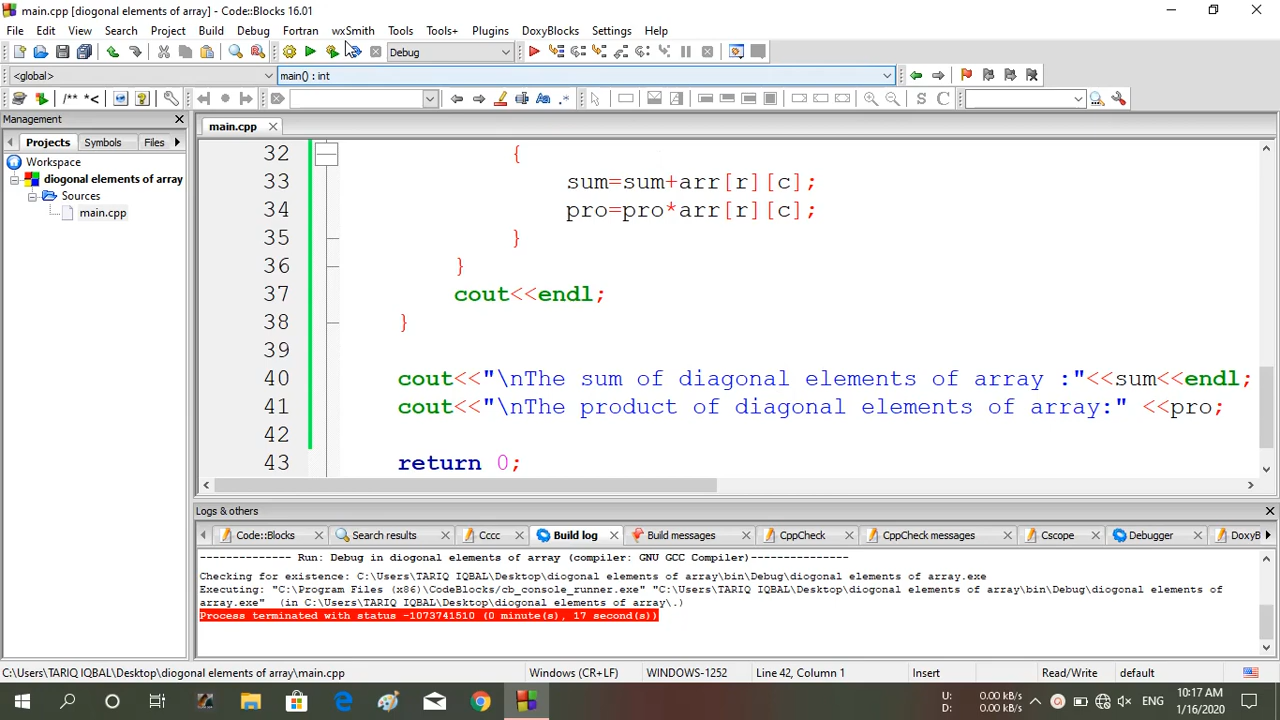 main.cpp [diogonal elements of array] - Code::Blocks 16.01
File Edit View Search Project Build Debug Fortran wxSmith Tools Tools+ Plugins DoxyBlocks Settings Help
Debug
<global> main() : int
/** *< Aa .* S C
Management
main.cpp
Projects Symbols Files
Workspace
diogonal elements of array
Sources
main.cpp
32 {
33 sum=sum+arr[r][c];
34 pro=pro*arr[r][c];
35 }
36 }
37 cout<<endl;
38 }
39
40 cout<<"\nThe sum of diagonal elements of array :"<<sum<<endl;
41 cout<<"\nThe product of diagonal elements of array:" <<pro;
42
43 return 0;
Logs & others
Code::Blocks Search results Cccc Build log Build messages CppCheck CppCheck messages Cscope Debugger DoxyB
-------------- Run: Debug in diogonal elements of array (compiler: GNU GCC Compiler)---------------
Checking for existence: C:\Users\TARIQ IQBAL\Desktop\diogonal elements of array\bin\Debug\diogonal elements of array.exe
Executing: "C:\Program Files (x86)\CodeBlocks/cb_console_runner.exe" "C:\Users\TARIQ IQBAL\Desktop\diogonal elements of array\bin\Debug\diogonal elements of
array.exe"  (in C:\Users\TARIQ IQBAL\Desktop\diogonal elements of array\.)
Process terminated with status -1073741510 (0 minute(s), 17 second(s))
C:\Users\TARIQ IQBAL\Desktop\diogonal elements of array\main.cpp Windows (CR+LF) WINDOWS-1252 Line 42, Column 1 Insert Read/Write default
U: 0.00 kB/s
D: 0.00 kB/s
ENG
10:17 AM
1/16/2020